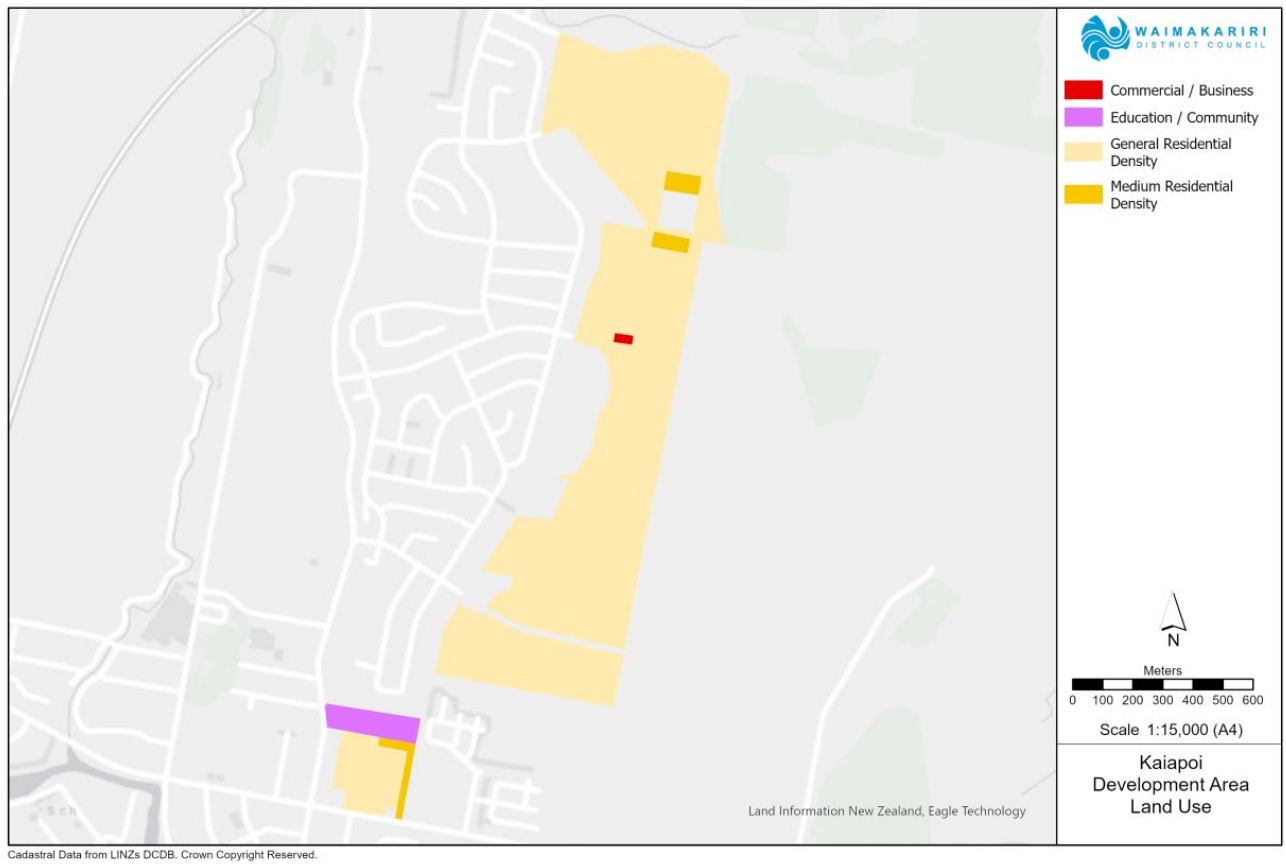 WAIMAKARIRI
DISTRICT COUNCIL
Commercial / Business
Education / Community
General Residential
Density
Medium Residential
Density
N
Meters
0 100 200 300 400 500 600
Scale 1:15,000 (A4)
Kaiapoi
Development Area
Land Use
Sch
Land Information New Zealand, Eagle Technology
Cadastral Data from LINZs DCDB. Crown Copyright Reserved.